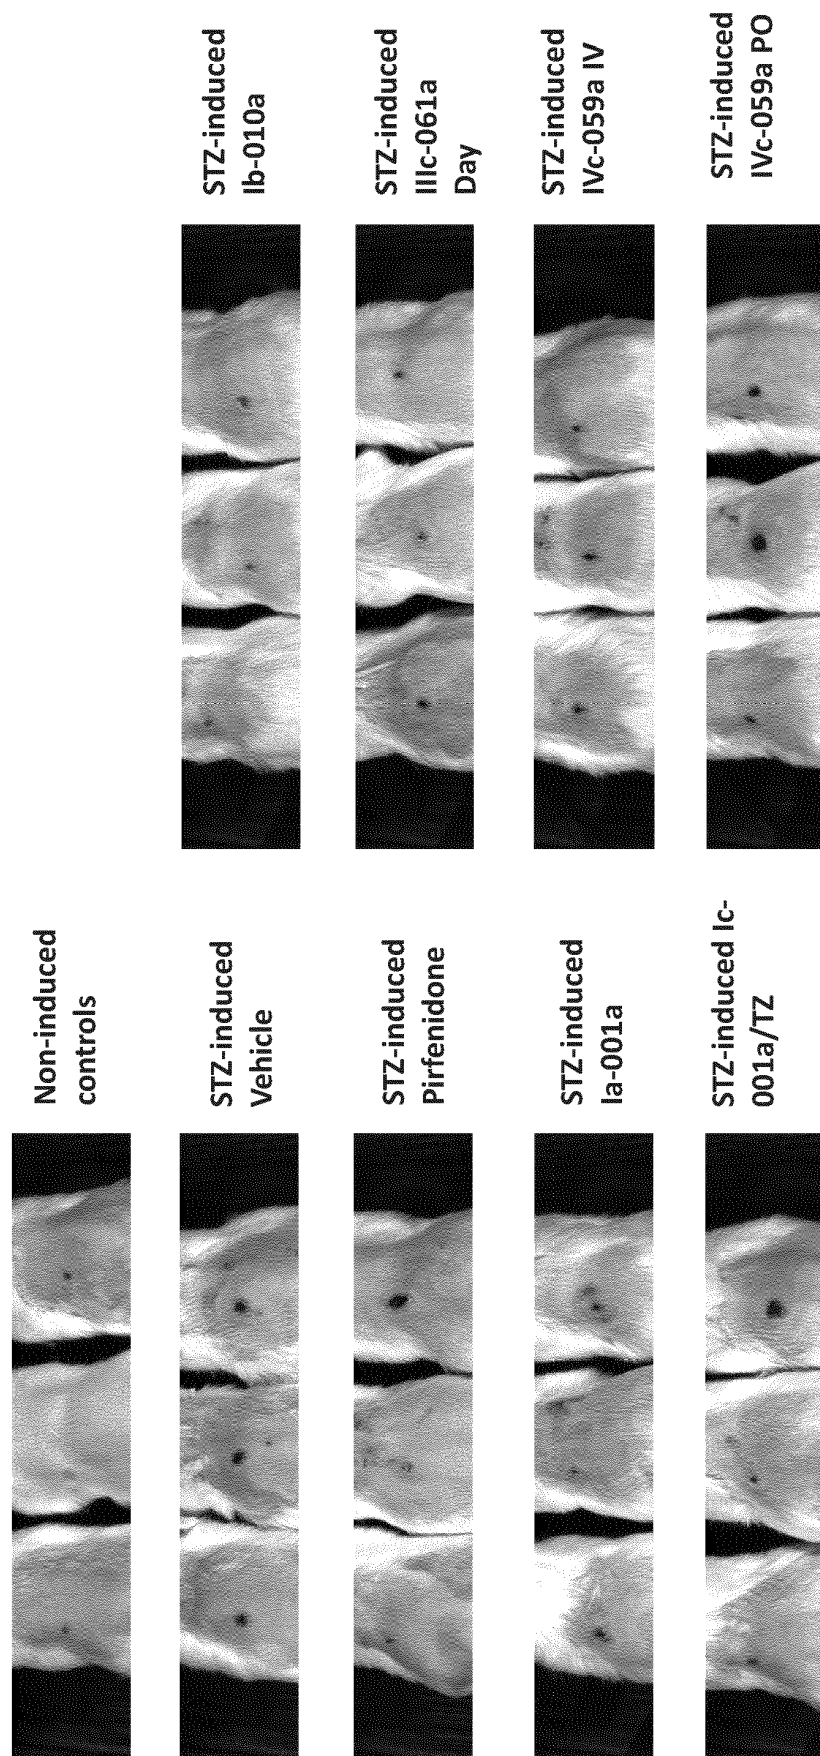 Non-induced
controls
STZ-induced
Vehicle
STZ-induced
Pirfenidone
STZ-induced
Ia-001a
STZ-induced Ic-
001a/TZ
STZ-induced
Ib-010a
STZ-induced
IIIc-061a
Day
STZ-induced
IVc-059a IV
STZ-induced
IVc-059a PO